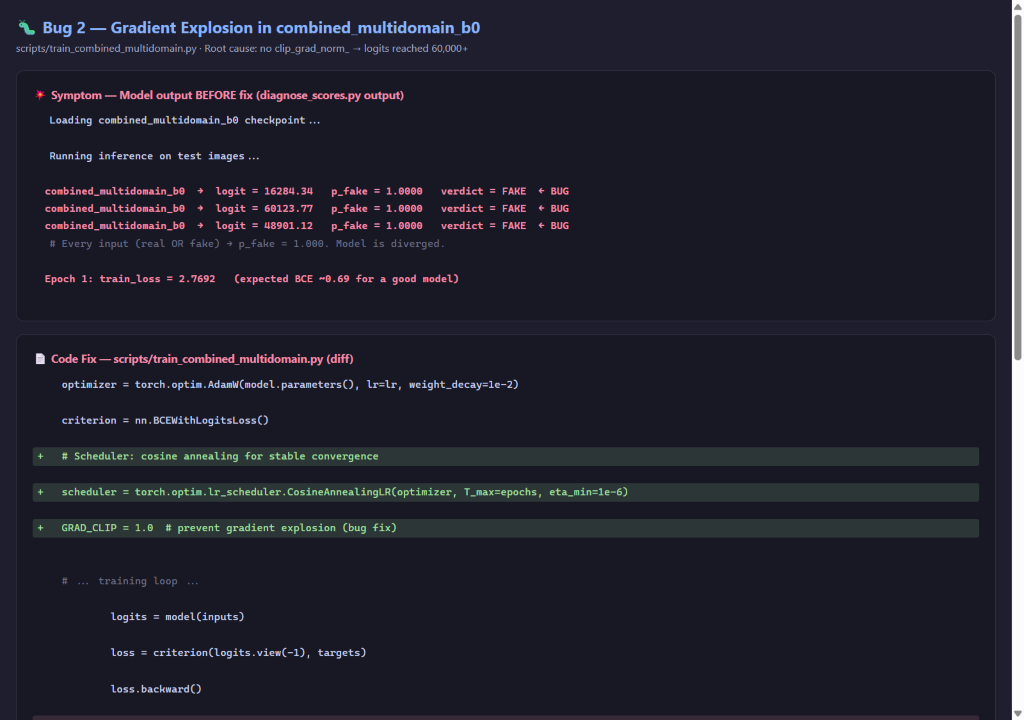 🐛 Bug 2 — Gradient Explosion in combined_multidomain_b0
scripts/train_combined_multidomain.py · Root cause: no clip_grad_norm_ → logits reached 60,000+
💥 Symptom — Model output BEFORE fix (diagnose_scores.py output)
Loading combined_multidomain_b0 checkpoint...
Running inference on test images...
combined_multidomain_b0 → logit = 16284.34 p_fake = 1.0000 verdict = FAKE ← BUG
combined_multidomain_b0 → logit = 60123.77 p_fake = 1.0000 verdict = FAKE ← BUG
combined_multidomain_b0 → logit = 48901.12 p_fake = 1.0000 verdict = FAKE ← BUG
# Every input (real OR fake) → p_fake = 1.000. Model is diverged.
Epoch 1: train_loss = 2.7692 (expected BCE ~0.69 for a good model)
📄 Code Fix — scripts/train_combined_multidomain.py (diff)
optimizer = torch.optim.AdamW(model.parameters(), lr=lr, weight_decay=1e-2)
criterion = nn.BCEWithLogitsLoss()
+ # Scheduler: cosine annealing for stable convergence
+ scheduler = torch.optim.lr_scheduler.CosineAnnealingLR(optimizer, T_max=epochs, eta_min=1e-6)
+ GRAD_CLIP = 1.0 # prevent gradient explosion (bug fix)
# ... training loop ...
logits = model(inputs)
loss = criterion(logits.view(-1), targets)
loss.backward()